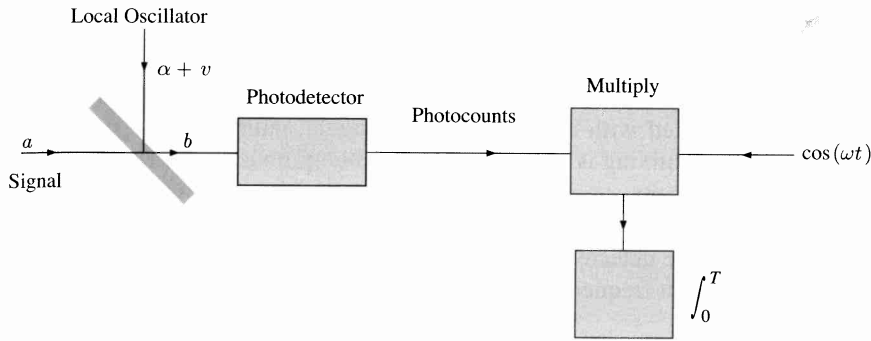 Local Oscillator
α + v
Photodetector
Multiply
Photocounts
a
b
cos (ωt)
Signal
∫₀ᵀ